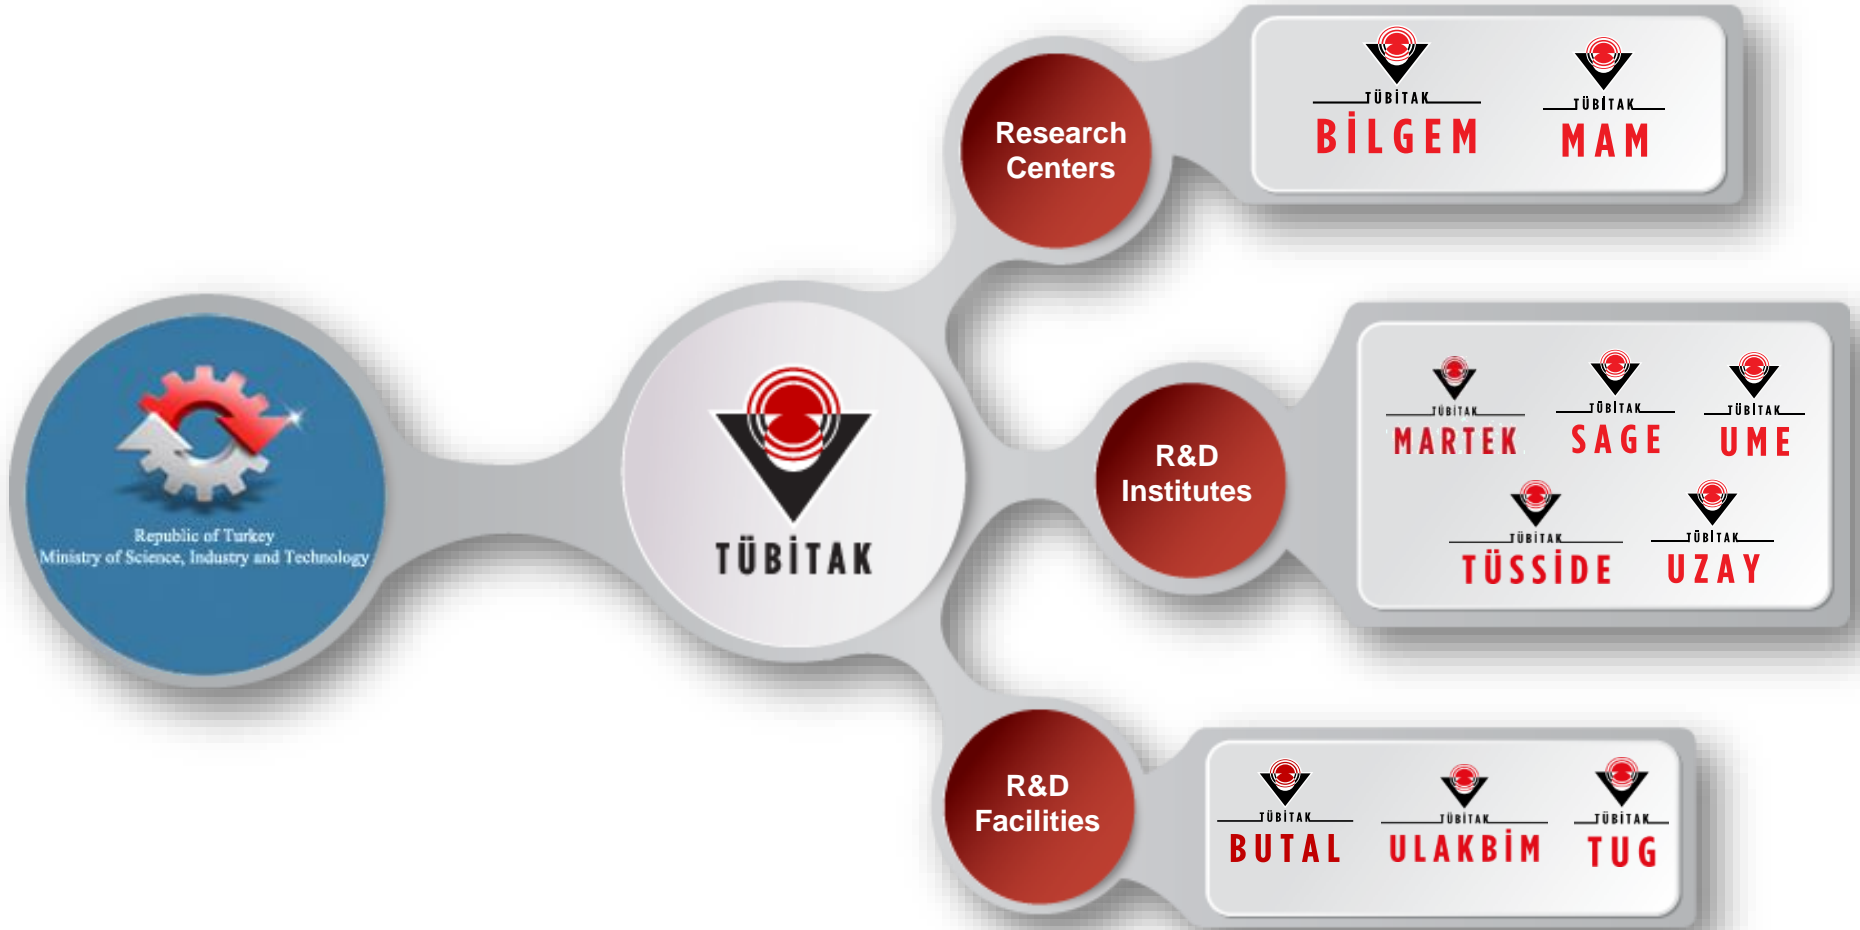 Republic of Turkey
Ministry of Science, Industry and Technology
TÜBİTAK
Research
Centers
TÜBİTAK
BİLGEM
TÜBİTAK
MAM
R&D
Institutes
TÜBİTAK
MARTEK
TÜBİTAK
SAGE
TÜBİTAK
UME
TÜBİTAK
TÜSSİDE
TÜBİTAK
UZAY
R&D
Facilities
TÜBİTAK
BUTAL
TÜBİTAK
ULAKBİM
TÜBİTAK
TUG